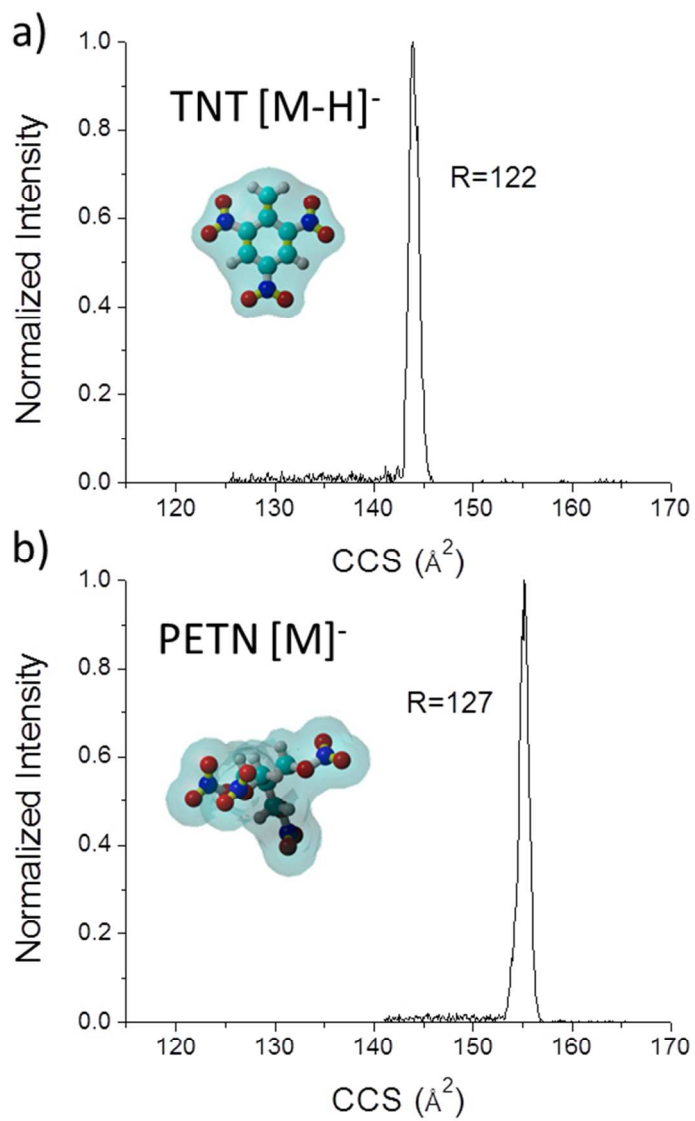 a)
1.0
0.8
0.6
0.4
0.2
0.0
Normalized Intensity
TNT [M-H]⁻
R=122
120 130 140 150 160 170
CCS (Å²)
b)
1.0
0.8
0.6
0.4
0.2
0.0
Normalized Intensity
PETN [M]⁻
R=127
120 130 140 150 160 170
CCS (Å²)